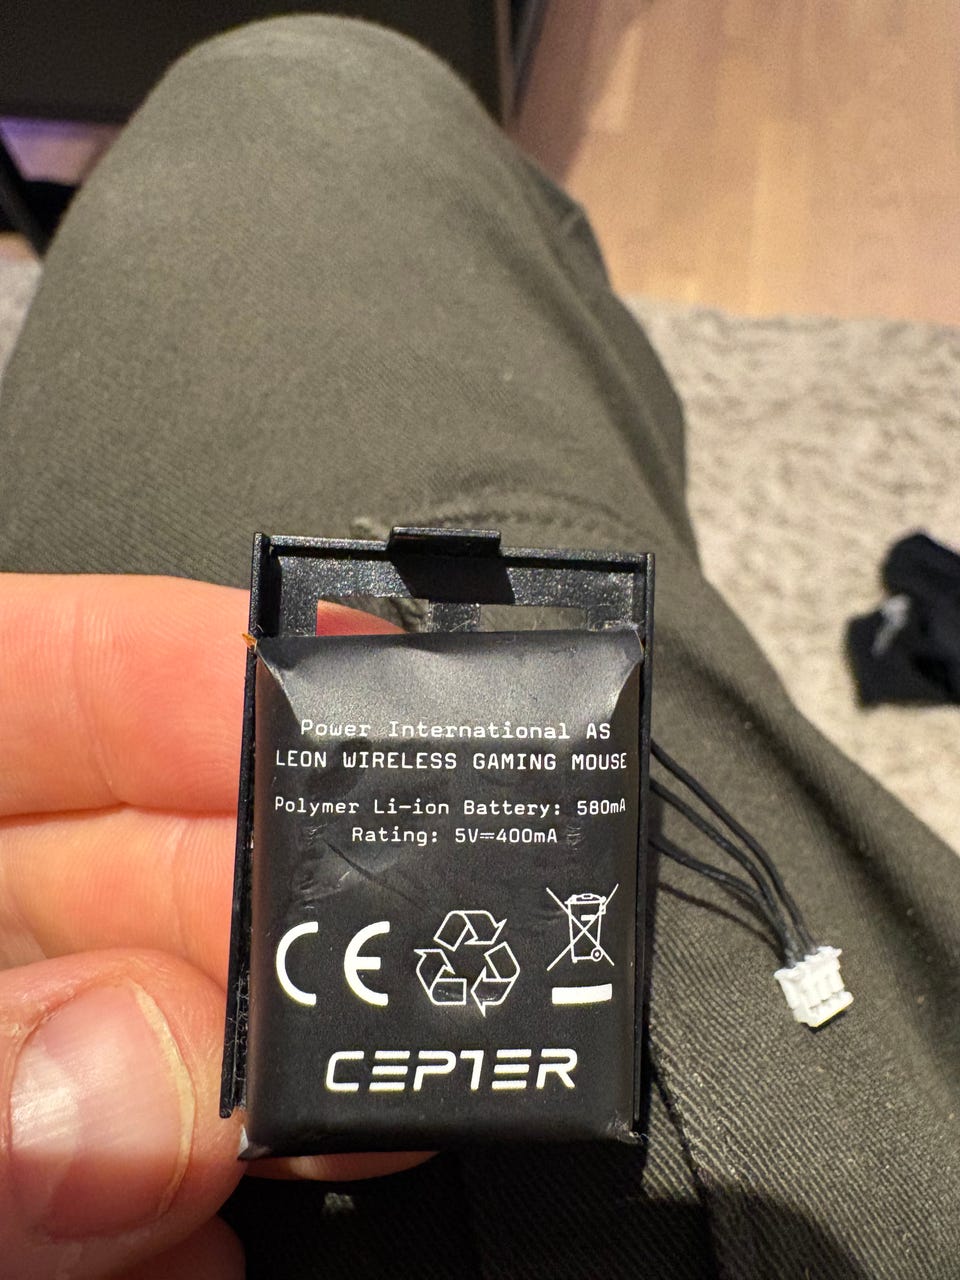 Power International AS
LEON WIRELESS GAMING MOUSE
Polymer Li-ion Battery: 580mA
Rating: 5V⎓400mA
CE
CEPTER